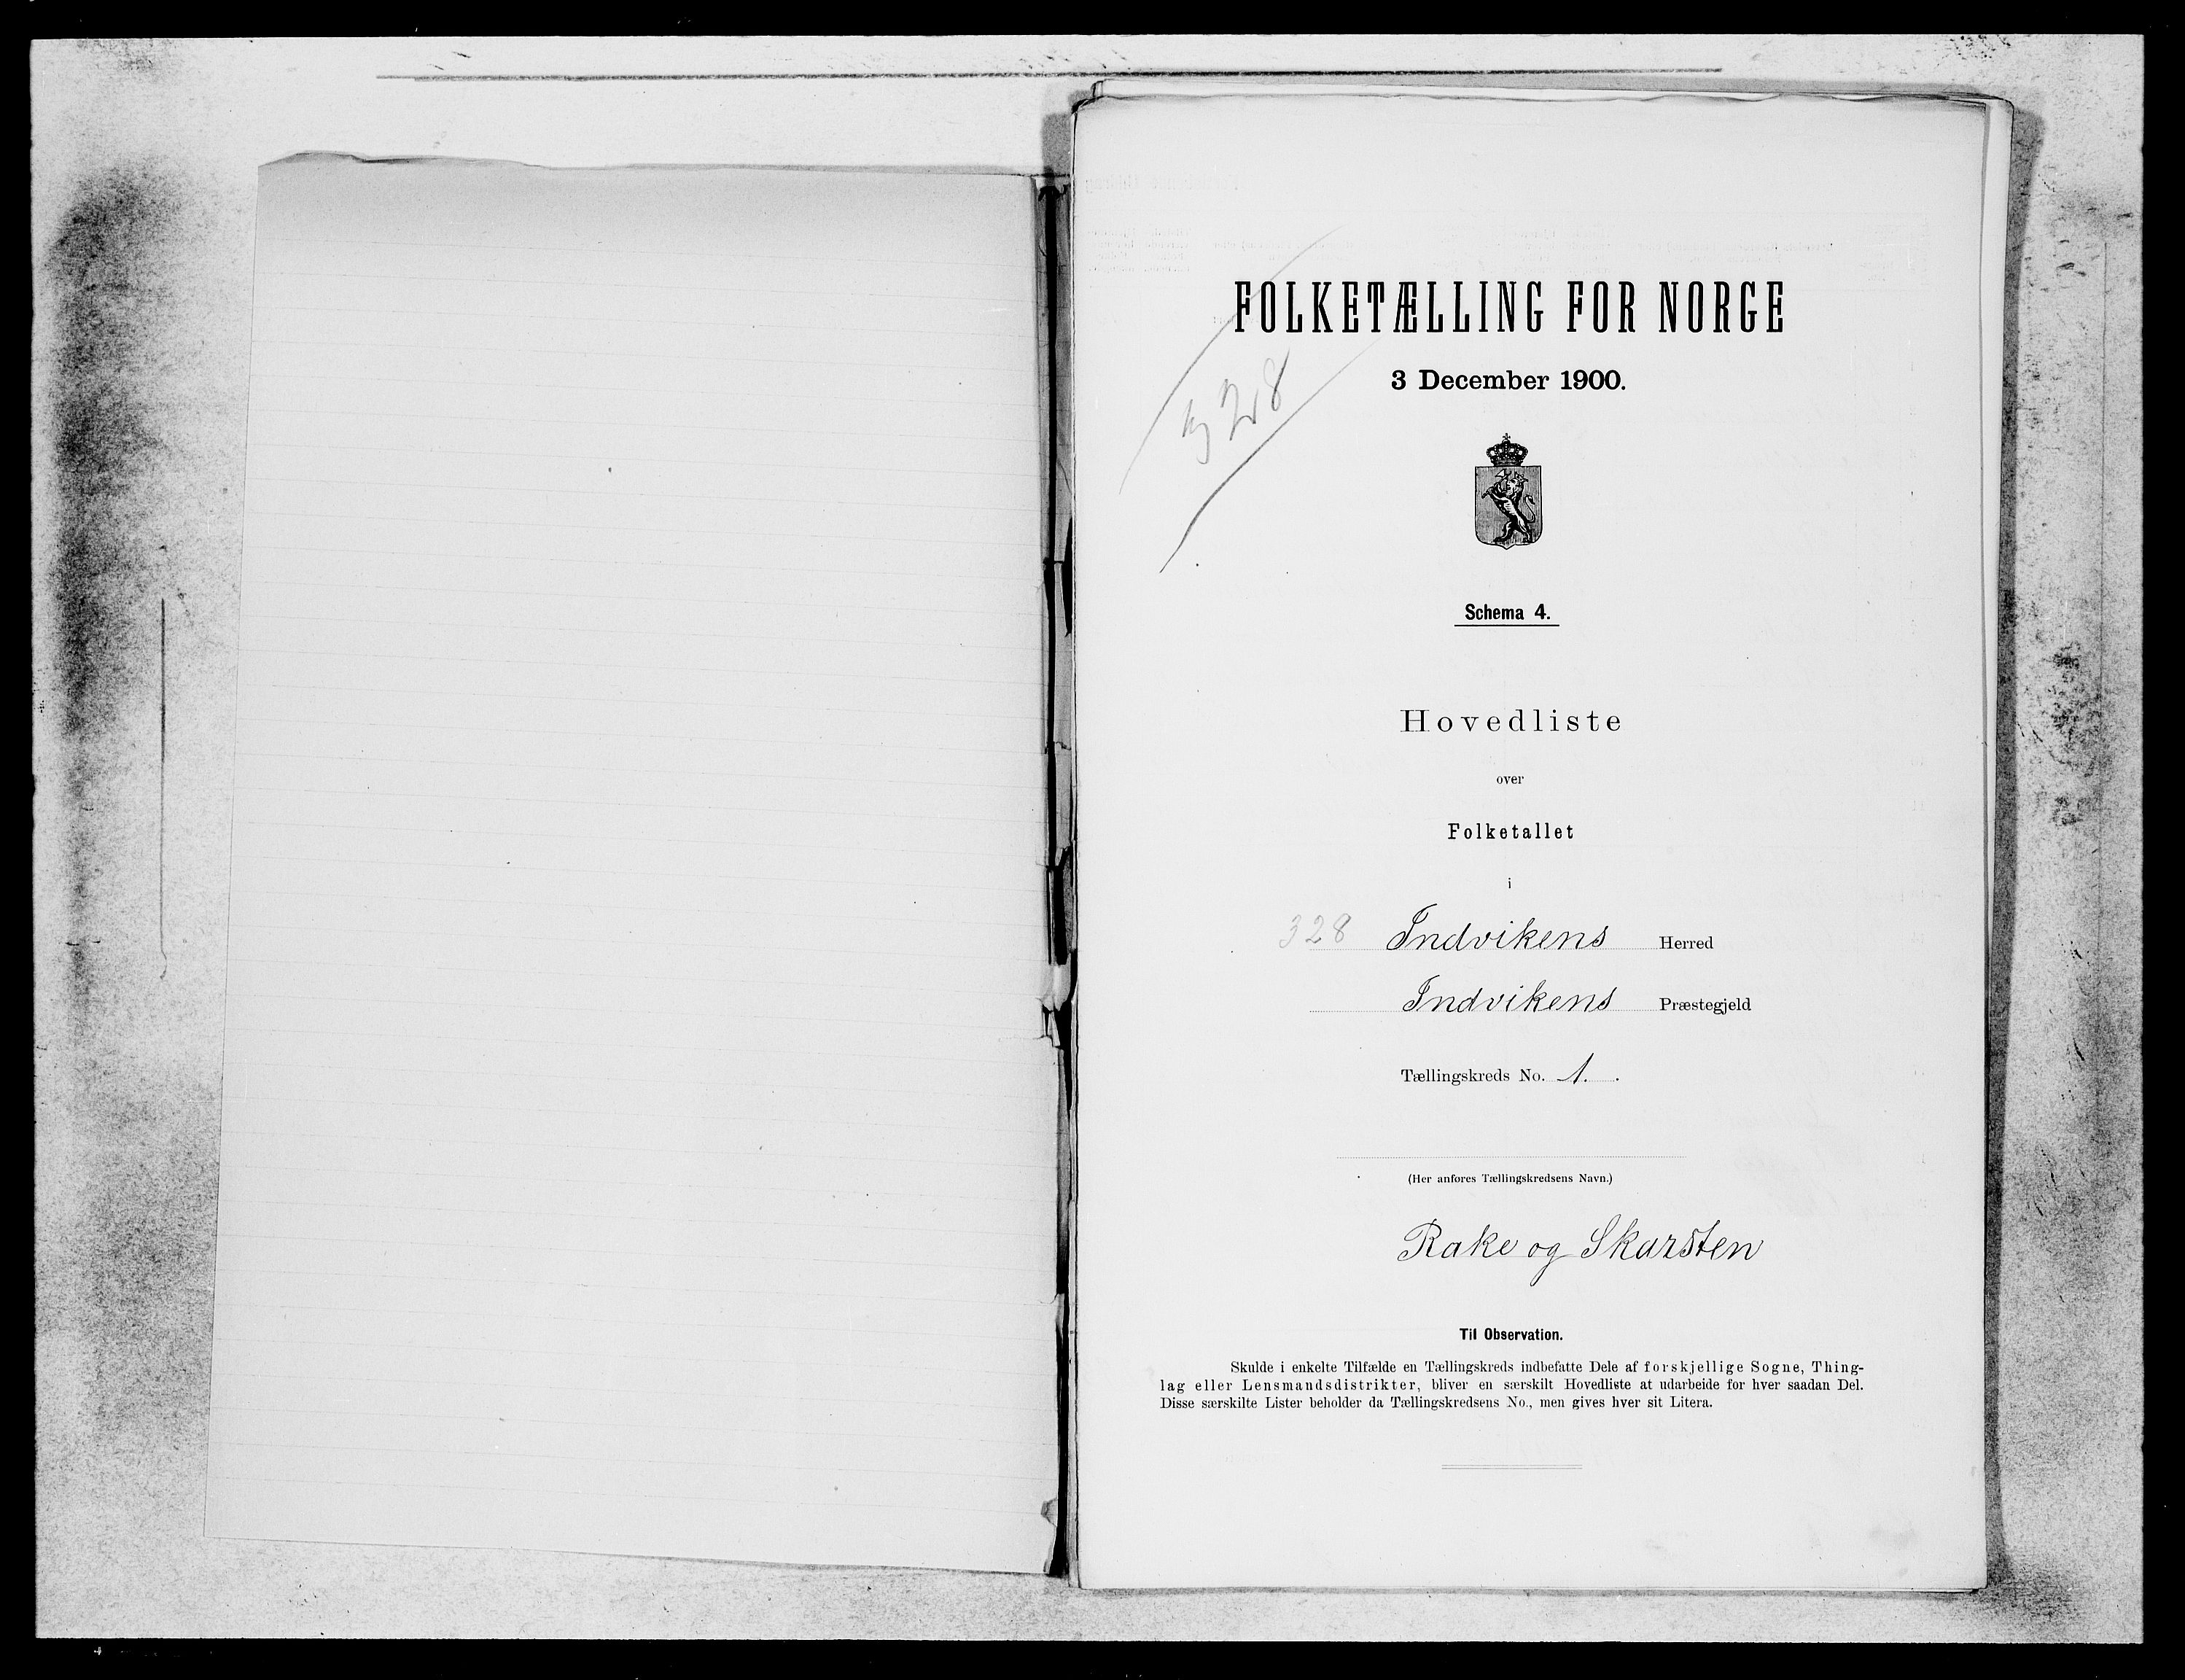 FOLKETÆLLING FOR NORGE
3 December 1900.
328
Schema 4.
Hovedliste
over
Folketallet
i
328 Indvikens Herred
Indvikens Præstegjeld
Tællingskreds No. 1.
(Her anføres Tællingskredsens Navn.)
Rake og Skarsten
Til Observation.
Skulde i enkelte Tilfælde en Tællingskreds indbefatte Dele af forskjellige Sogne, Thing-
lag eller Lensmandsdistrikter, bliver en særskilt Hovedliste at udarbeide for hver saadan Del.
Disse særskilte Lister beholder da Tællingskredsens No., men gives hver sit Litera.